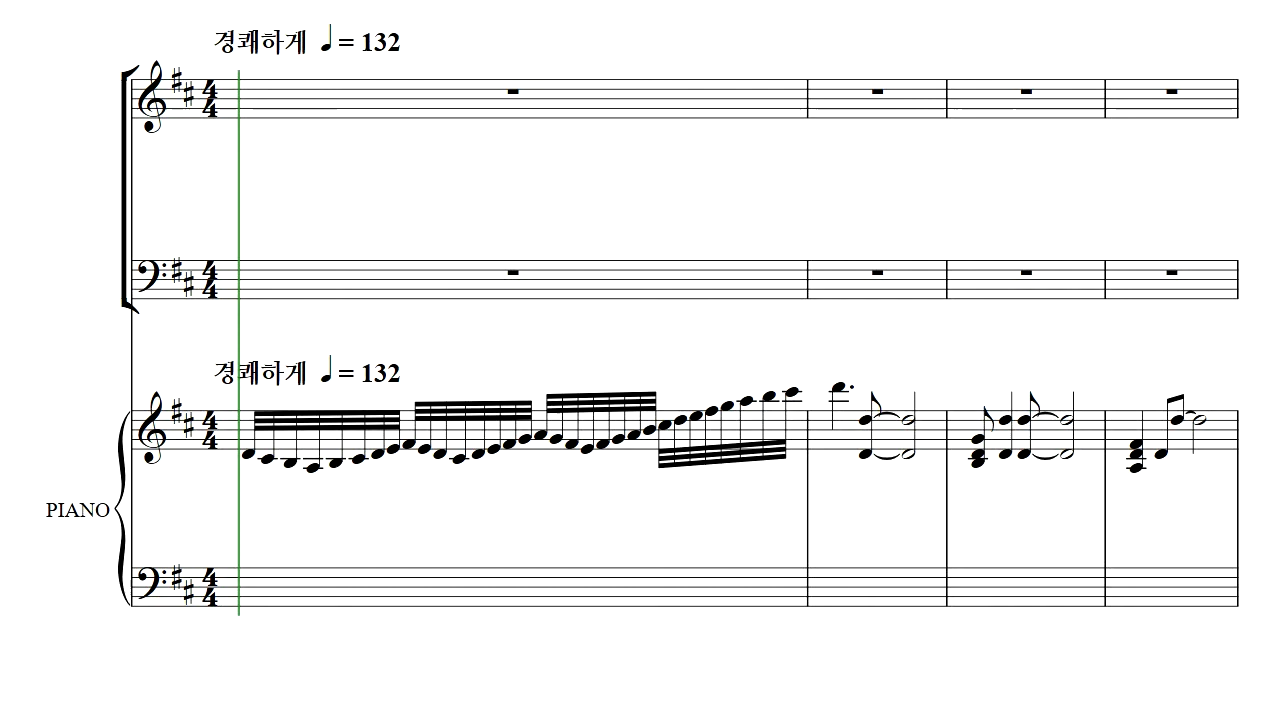 경쾌하게 ♩ = 132
경쾌하게 ♩ = 132
PIANO